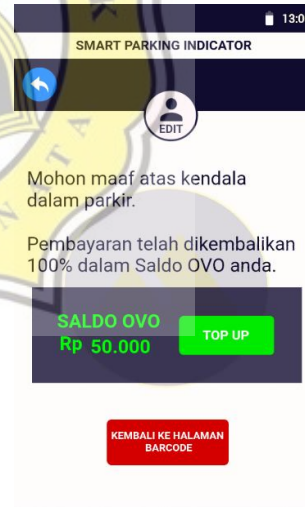 13:0
SMART PARKING INDICATOR
EDIT
Mohon maaf atas kendala
dalam parkir.
Pembayaran telah dikembalikan
100% dalam Saldo OVO anda.
SALDO OVO
Rp 50.000
TOP UP
KEMBALI KE HALAMAN
BARCODE